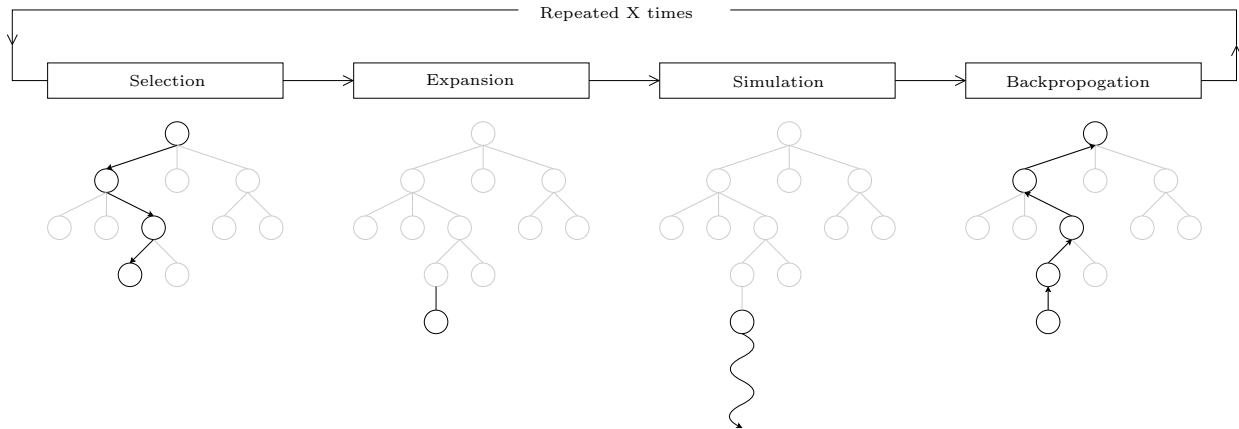 Repeated X times
Selection
Expansion
Simulation
Backpropogation